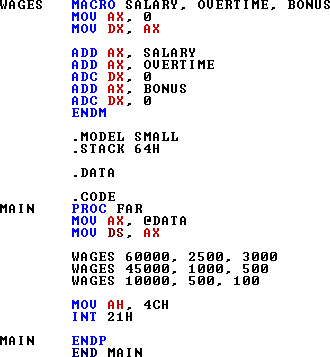 WAGES MACRO SALARY, OVERTIME, BONUS
MOV AX, 0
MOV DX, AX
ADD AX, SALARY
ADD AX, OVERTIME
ADC DX, 0
ADD AX, BONUS
ADC DX, 0
ENDM
.MODEL SMALL
.STACK 64H
.DATA
.CODE
MAIN PROC FAR
MOV AX, @DATA
MOV DS, AX
WAGES 60000, 2500, 3000
WAGES 45000, 1000, 500
WAGES 10000, 500, 100
MOV AH, 4CH
INT 21H
MAIN ENDP
END MAIN